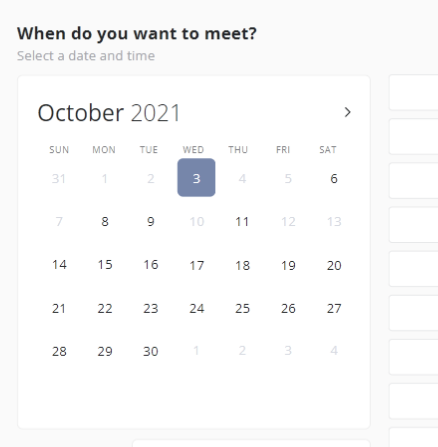 When do you want to meet?
Select a date and time
October 2021
SUN MON TUE WED THU FRI SAT
31 1 2 3 4 5 6
7 8 9 10 11 12 13
14 15 16 17 18 19 20
21 22 23 24 25 26 27
28 29 30 1 2 3 4